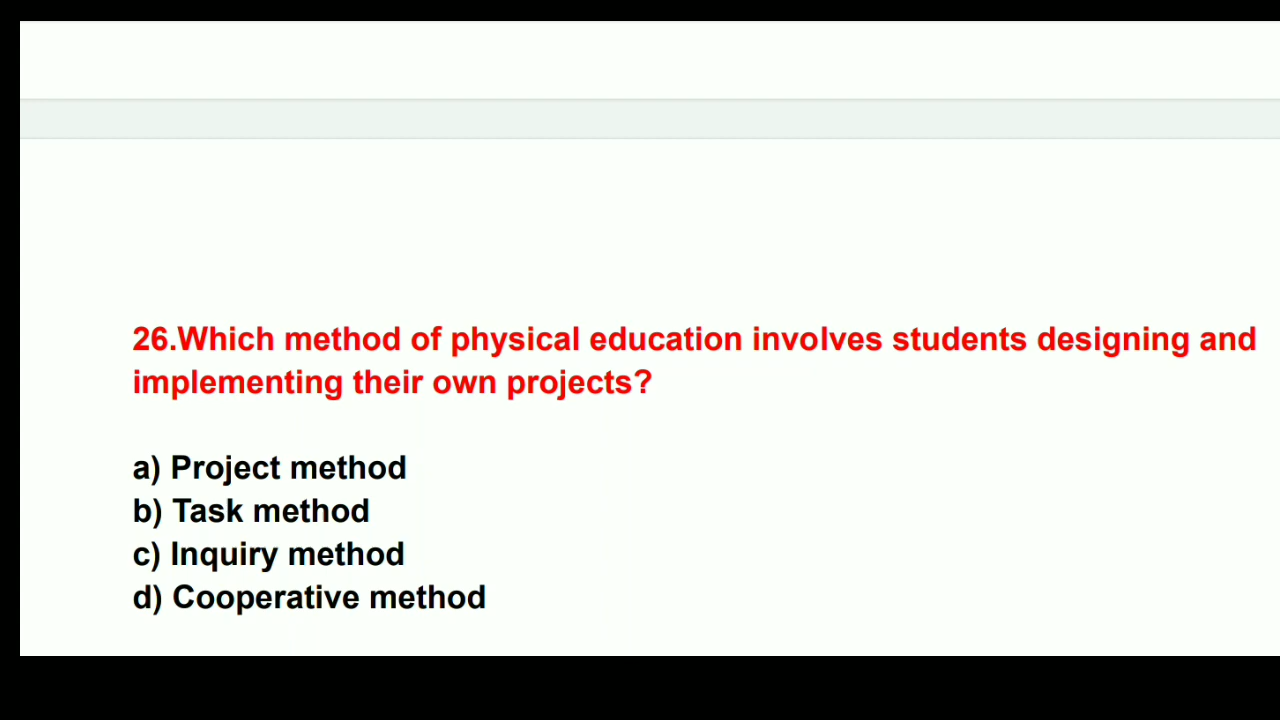 26.Which method of physical education involves students designing and
implementing their own projects?
a) Project method
b) Task method
c) Inquiry method
d) Cooperative method